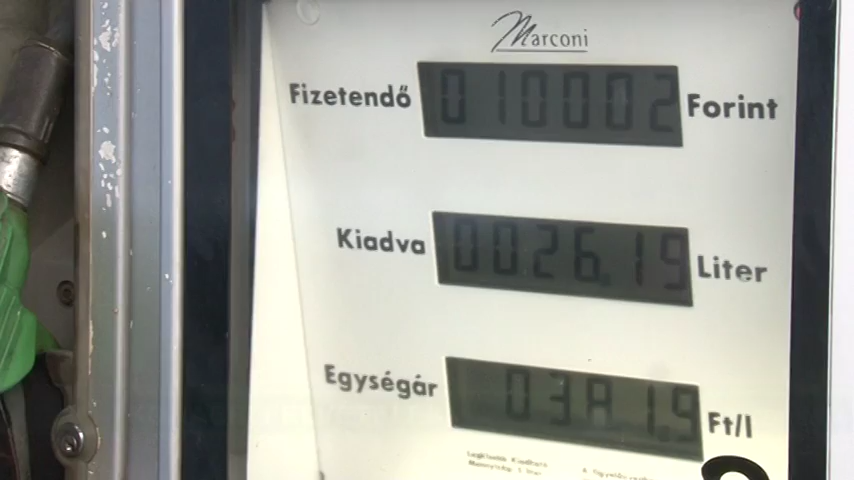 Marconi
Fizetendő 010002 Forint
Kiadva 0026.19 Liter
Egységár 0381.9 Ft/l